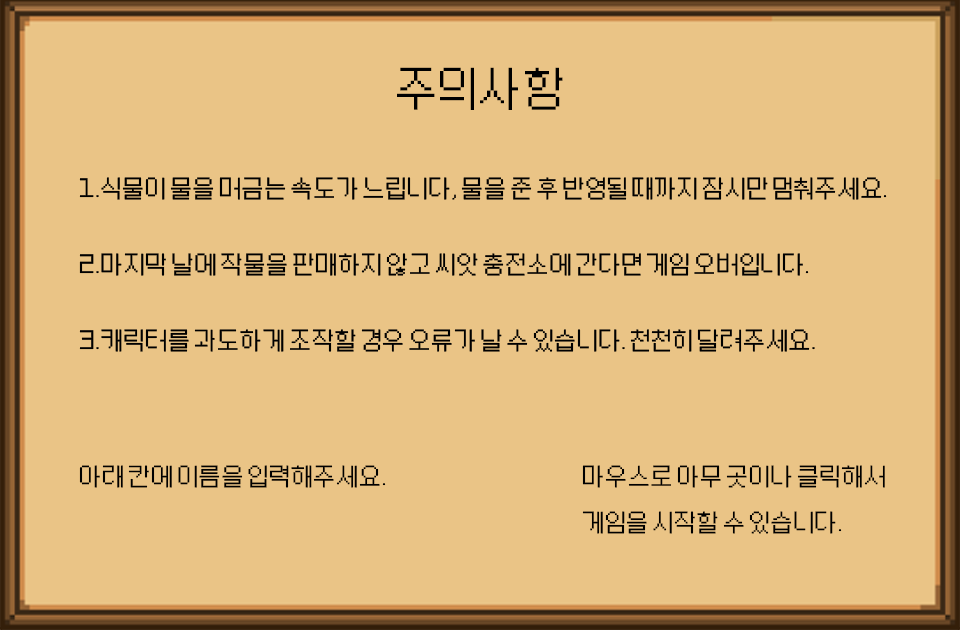 주의사항
1.식물이 물을 머금는 속도가 느립니다, 물을 준 후 반영될 때까지 잠시만 멈춰주세요.
2.마지막 날에 작물을 판매하지 않고 씨앗 충전소에 간다면 게임 오버입니다.
3.캐릭터를 과도하게 조작할 경우 오류가 날 수 있습니다. 천천히 달려주세요.
아래 칸에 이름을 입력해주세요.
마우스로 아무 곳이나 클릭해서
게임을 시작할 수 있습니다.